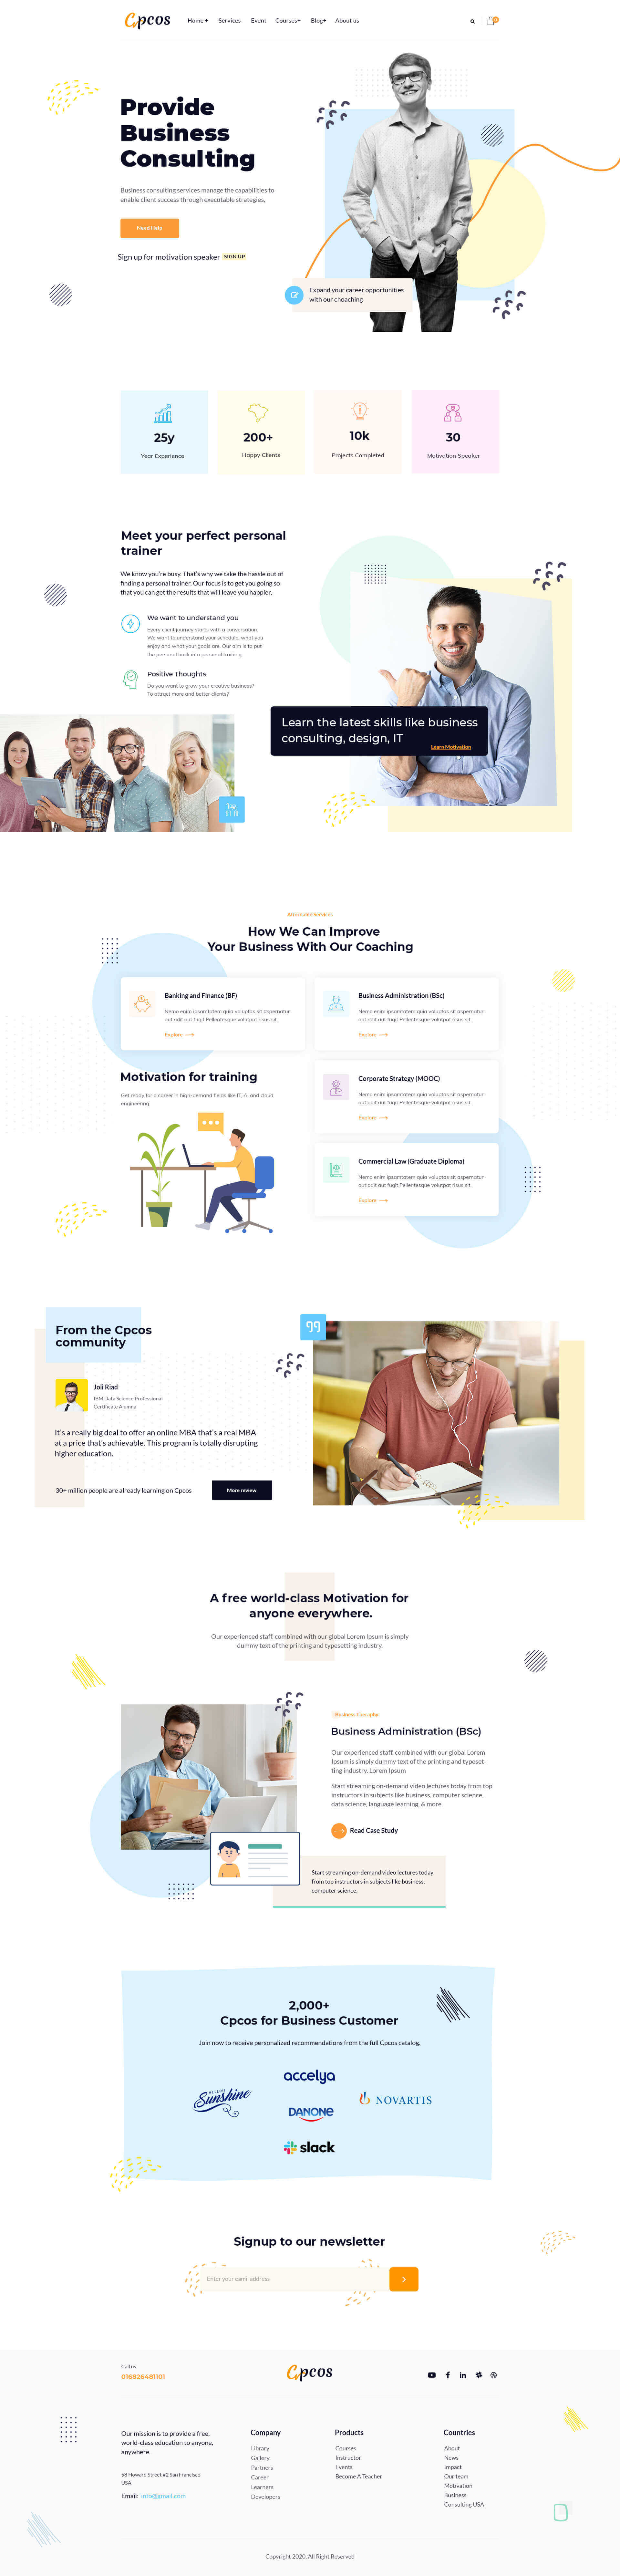 Cpcos
Home +
Services
Event
Courses+
Blog+
About us
0
Provide
Business
Consulting
Business consulting services manage the capabilities to
enable client success through executable strategies,
Need Help
Sign up for motivation speaker SIGN UP
Expand your career opportunities
with our choaching
25y
Year Experience
200+
Happy Clients
10k
Projects Completed
30
Motivation Speaker
Meet your perfect personal
trainer
We know you're busy. That's why we take the hassle out of
finding a personal trainer. Our focus is to get you going so
that you can get the results that will leave you happier,
We want to understand you
Every client journey starts with a conversation.
We want to understand your schedule, what you
enjoy and what your goals are. Our aim is to put
the personal back into personal training
Positive Thoughts
Do you want to grow your creative business?
To attract more and better clients?
Learn the latest skills like business
consulting, design, IT
Learn Motivation
Affordable Services
How We Can Improve
Your Business With Our Coaching
Banking and Finance (BF)
Nemo enim ipsamtatem quia voluptas sit aspernatur
aut odit aut fugit.Pellentesque volutpat risus sit.
Explore
Business Administration (BSc)
Nemo enim ipsamtatem quia voluptas sit aspernatur
aut odit aut fugit.Pellentesque volutpat risus sit.
Explore
Motivation for training
Get ready for a career in high-demand fields like IT, AI and cloud
engineering
Corporate Strategy (MOOC)
Nemo enim ipsamtatem quia voluptas sit aspernatur
aut odit aut fugit.Pellentesque volutpat risus sit.
Explore
Commercial Law (Graduate Diploma)
Nemo enim ipsamtatem quia voluptas sit aspernatur
aut odit aut fugit.Pellentesque volutpat risus sit.
Explore
From the Cpcos
community
Joli Riad
IBM Data Science Professional
Certificate Alumna
It's a really big deal to offer an online MBA that's a real MBA
at a price that's achievable. This program is totally disrupting
higher education.
30+ million people are already learning on Cpcos
More review
A free world-class Motivation for
anyone everywhere.
Our experienced staff, combined with our global Lorem Ipsum is simply
dummy text of the printing and typesetting industry.
Business Theraphy
Business Administration (BSc)
Our experienced staff, combined with our global Lorem
Ipsum is simply dummy text of the printing and typeset-
ting industry. Lorem Ipsum
Start streaming on-demand video lectures today from top
instructors in subjects like business, computer science,
data science, language learning, & more.
Read Case Study
Start streaming on-demand video lectures today
from top instructors in subjects like business,
computer science,
2,000+
Cpcos for Business Customer
Join now to receive personalized recommendations from the full Cpcos catalog.
accelya
HELLO
Sunshine
NOVARTIS
DANONE
slack
Signup to our newsletter
Enter your eamil address
Call us
016826481101
Cpcos
Our mission is to provide a free,
world-class education to anyone,
anywhere.
58 Howard Street #2 San Francisco
USA
Email: info@gmail.com
Company
Library
Gallery
Partners
Career
Learners
Developers
Products
Courses
Instructor
Events
Become A Teacher
Countries
About
News
Impact
Our team
Motivation
Business
Consulting USA
Copyright 2020, All Right Reserved